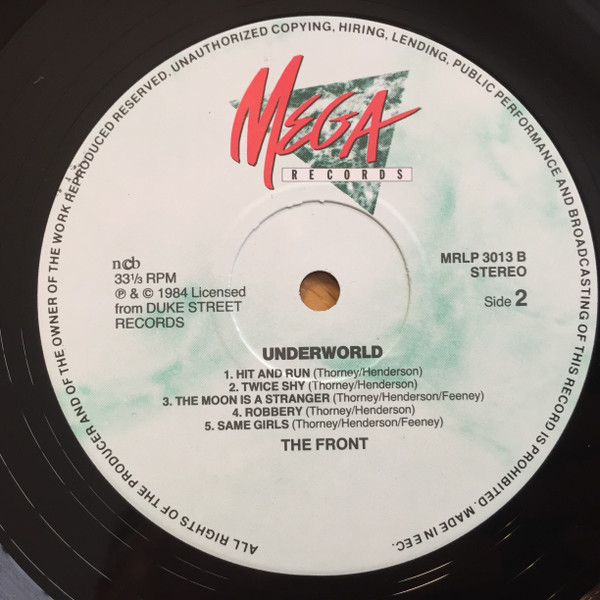 ALL RIGHTS OF THE PRODUCER AND OF THE OWNER OF THE WORK REPRODUCED RESERVED. UNAUTHORIZED COPYING, HIRING, LENDING, PUBLIC PERFORMANCE AND BROADCASTING OF THIS RECORD IS PROHIBITED. MADE IN EEC.
MEGA
RECORDS
ncb
33⅓ RPM
℗ & © 1984 Licensed
from DUKE STREET
RECORDS
MRLP 3013 B
STEREO
Side 2
UNDERWORLD
1. HIT AND RUN (Thorney/Henderson)
2. TWICE SHY (Thorney/Henderson)
3. THE MOON IS A STRANGER (Thorney/Henderson/Feeney)
4. ROBBERY (Thorney/Henderson)
5. SAME GIRLS (Thorney/Henderson/Feeney)
THE FRONT